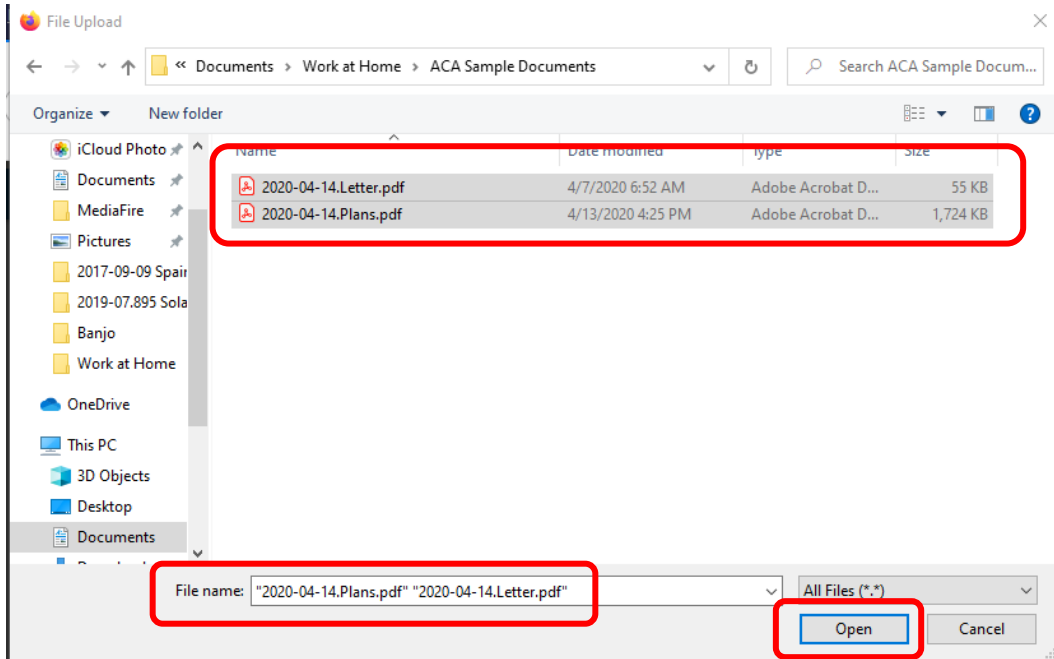 File Upload
« Documents › Work at Home › ACA Sample Documents
Search ACA Sample Docum...
Organize
New folder
Name Date modified Type Size
iCloud Photo
Documents
MediaFire
Pictures
2017-09-09 Spain
2019-07.895 Sola
Banjo
Work at Home
OneDrive
This PC
3D Objects
Desktop
Documents
2020-04-14.Letter.pdf 4/7/2020 6:52 AM Adobe Acrobat D... 55 KB
2020-04-14.Plans.pdf 4/13/2020 4:25 PM Adobe Acrobat D... 1,724 KB
File name: "2020-04-14.Plans.pdf" "2020-04-14.Letter.pdf"
All Files (*.*)
Open
Cancel